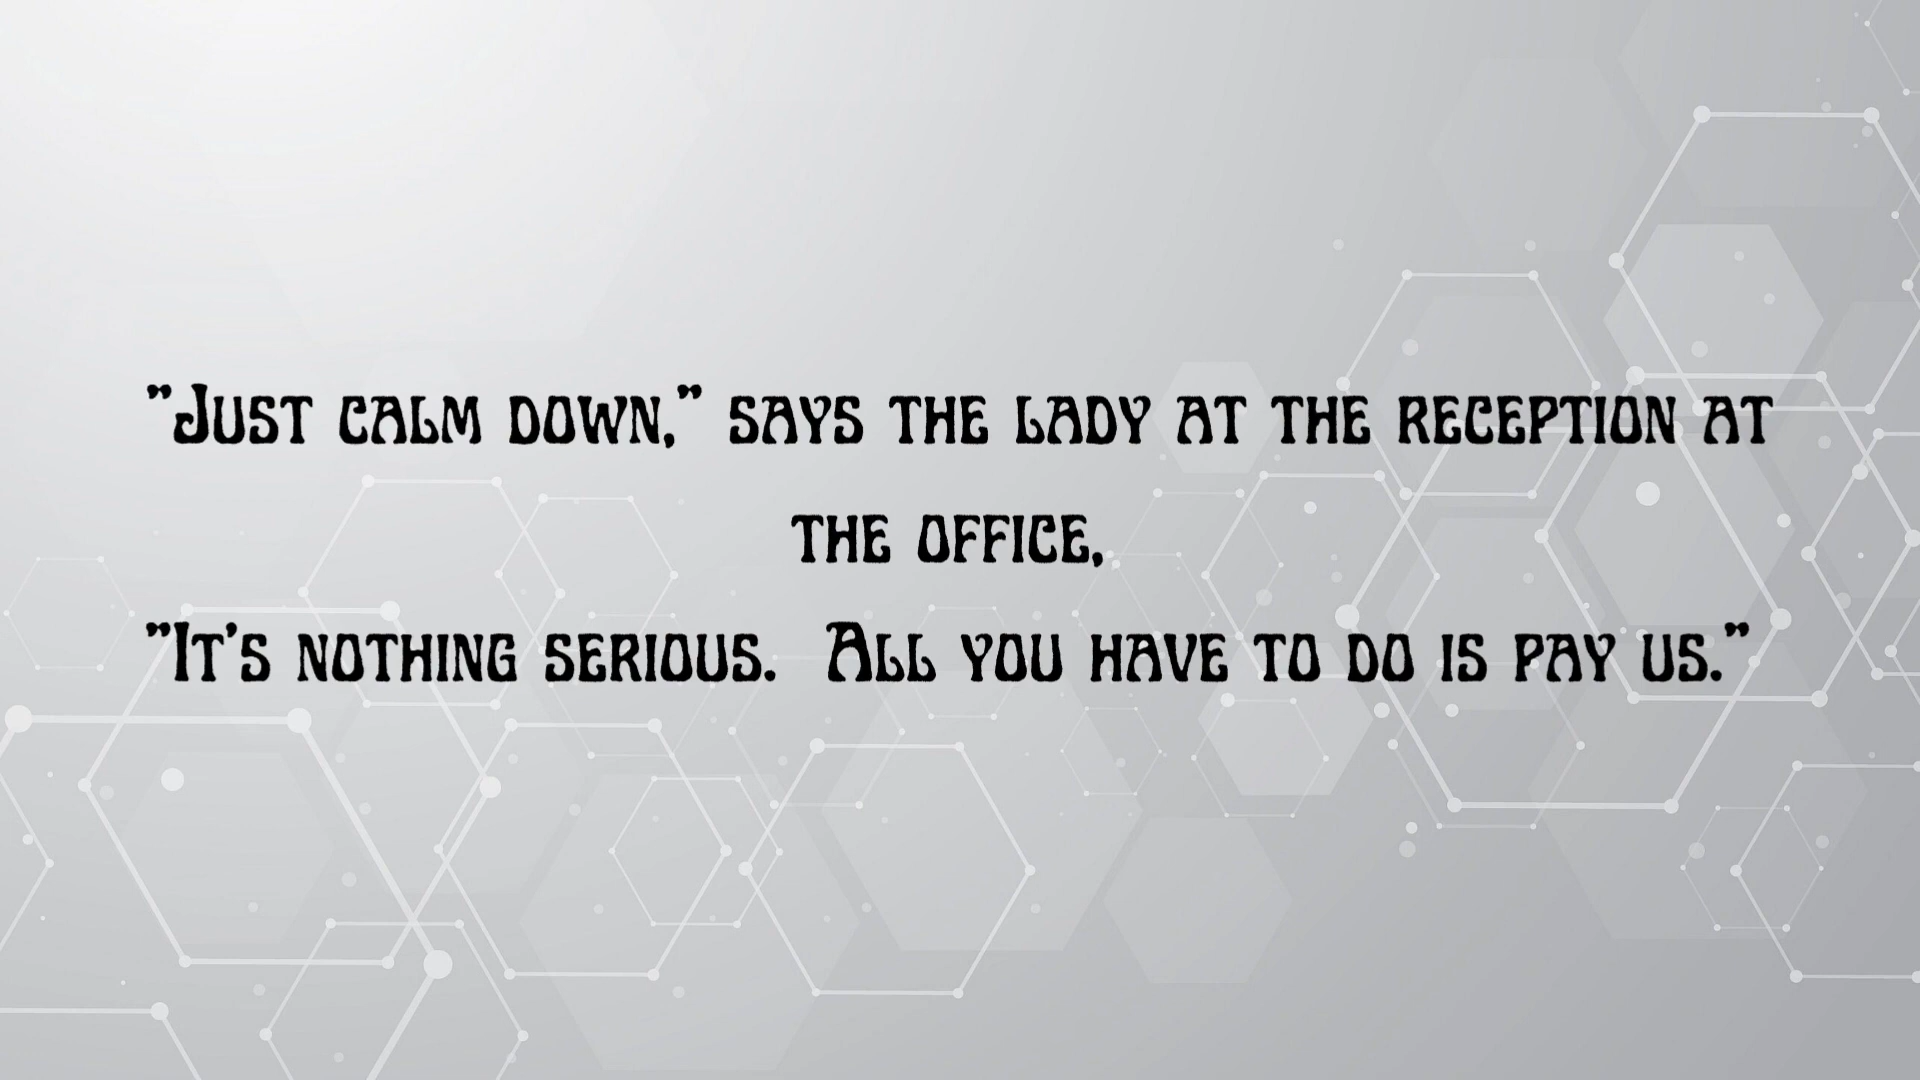 ”Just calm down,” says the lady at the reception at
the office,
”It’s nothing serious.  All you have to do is pay us.”